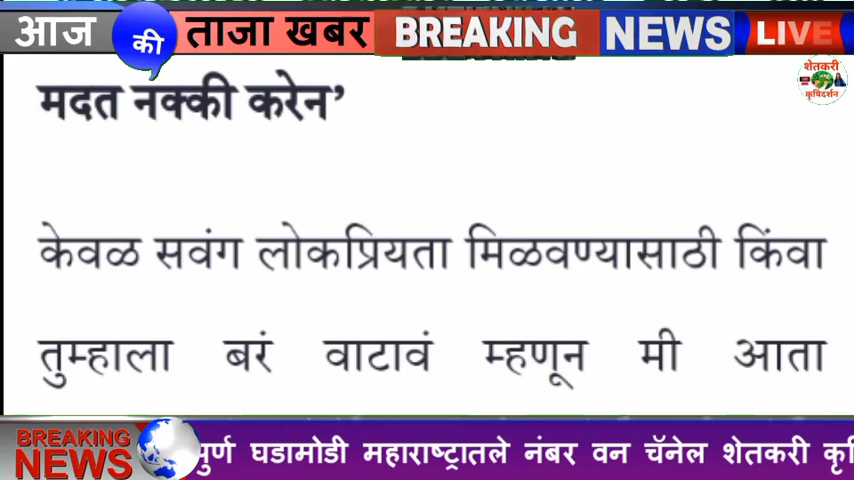 आज की ताजा खबर BREAKING NEWS LIVE
शेतकरी
कृषिदर्शन
मदत नक्की करेन’
केवळ सवंग लोकप्रियता मिळवण्यासाठी किंवा
तुम्हाला बरं वाटावं म्हणून मी आता
BREAKING NEWS
पुर्ण घडामोडी महाराष्ट्रातले नंबर वन चॅनेल शेतकरी कृषि